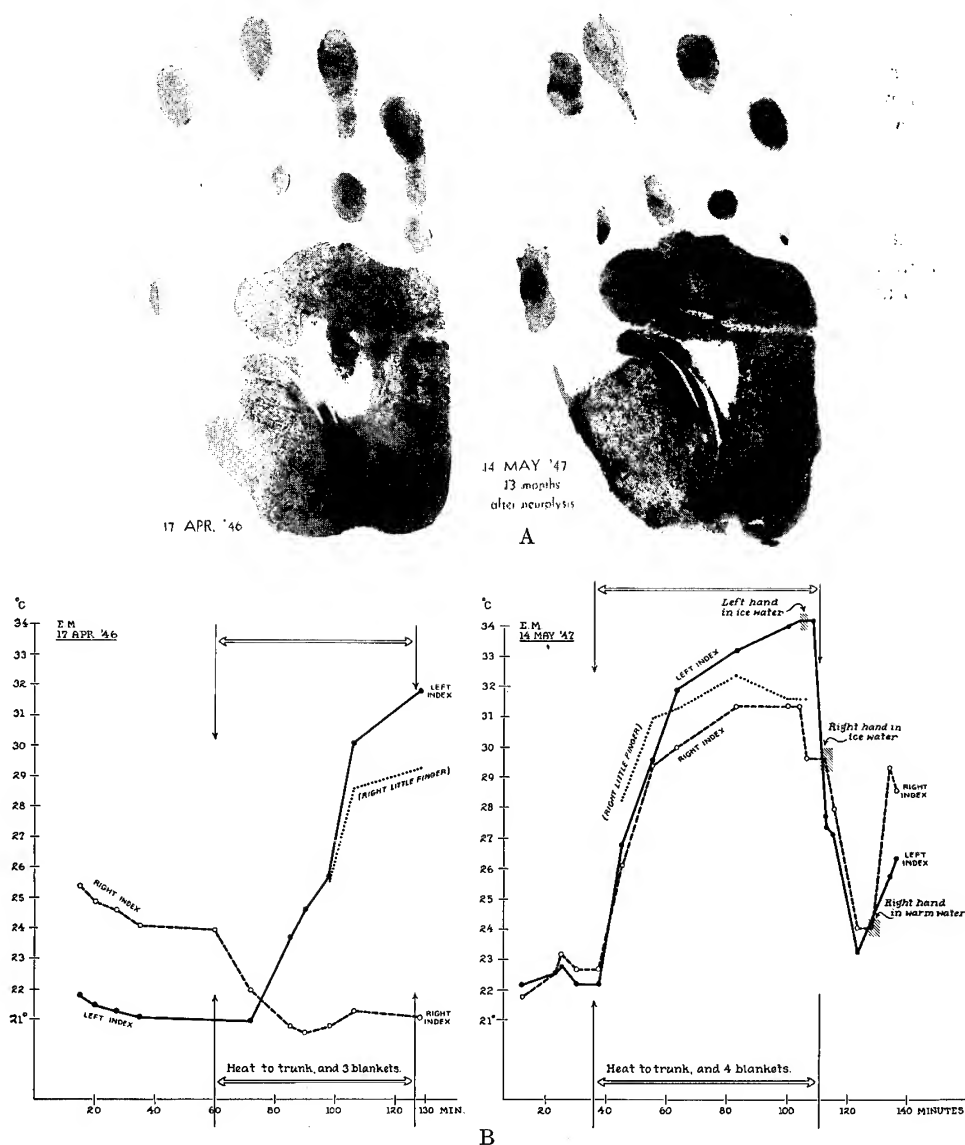 17 APR. '46
14 MAY '47
13 months
after neurolysis
A
°C
E.M
17 APR '46
34
33
32
31
30
29
28
27
26
25
24
23
22
21°
LEFT INDEX
(RIGHT LITTLE FINGER)
RIGHT INDEX
LEFT INDEX
RIGHT INDEX
Heat to trunk, and 3 blankets.
20 40 60 80 100 120 130 MIN.
°C
E.M
14 MAY '47
34
33
32
31
30
29
28
27
26
25
24
23
22
21°
Left hand
in ice water
LEFT INDEX
(RIGHT LITTLE FINGER)
RIGHT INDEX
Right hand in
ice water
RIGHT
INDEX
LEFT
INDEX
Right hand
in warm water
Heat to trunk, and 4 blankets.
20 40 60 80 100 120 140 MINUTES
B